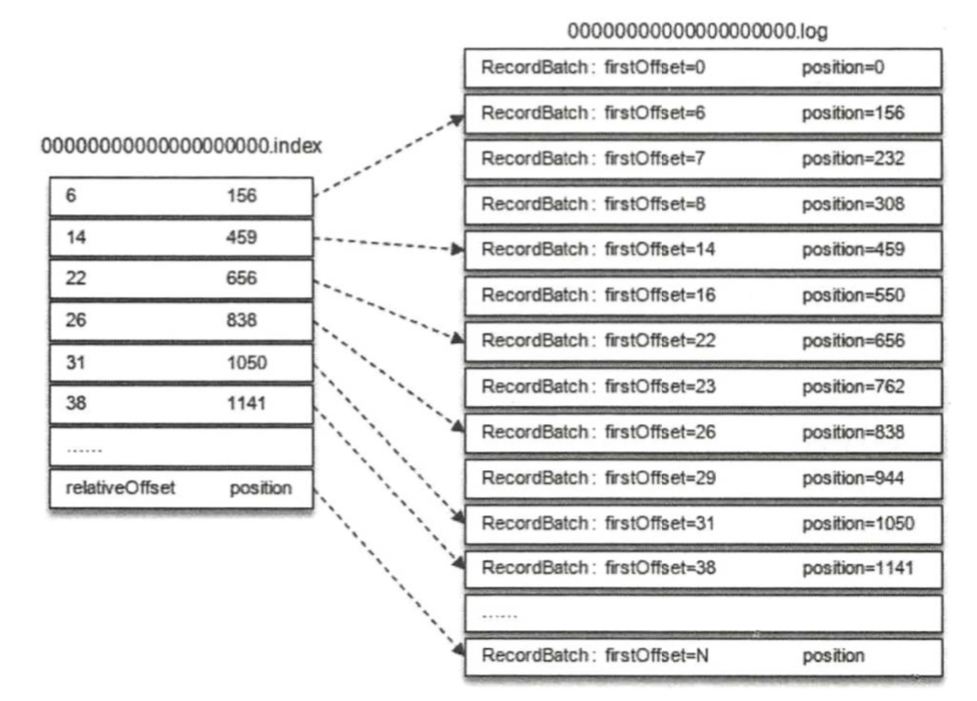 00000000000000000000.index
6 156
14 459
22 656
26 838
31 1050
38 1141
......
relativeOffset position
00000000000000000000.log
RecordBatch: firstOffset=0 position=0
RecordBatch: firstOffset=6 position=156
RecordBatch: firstOffset=7 position=232
RecordBatch: firstOffset=8 position=308
RecordBatch: firstOffset=14 position=459
RecordBatch: firstOffset=16 position=550
RecordBatch: firstOffset=22 position=656
RecordBatch: firstOffset=23 position=762
RecordBatch: firstOffset=26 position=838
RecordBatch: firstOffset=29 position=944
RecordBatch: firstOffset=31 position=1050
RecordBatch: firstOffset=38 position=1141
......
RecordBatch: firstOffset=N position